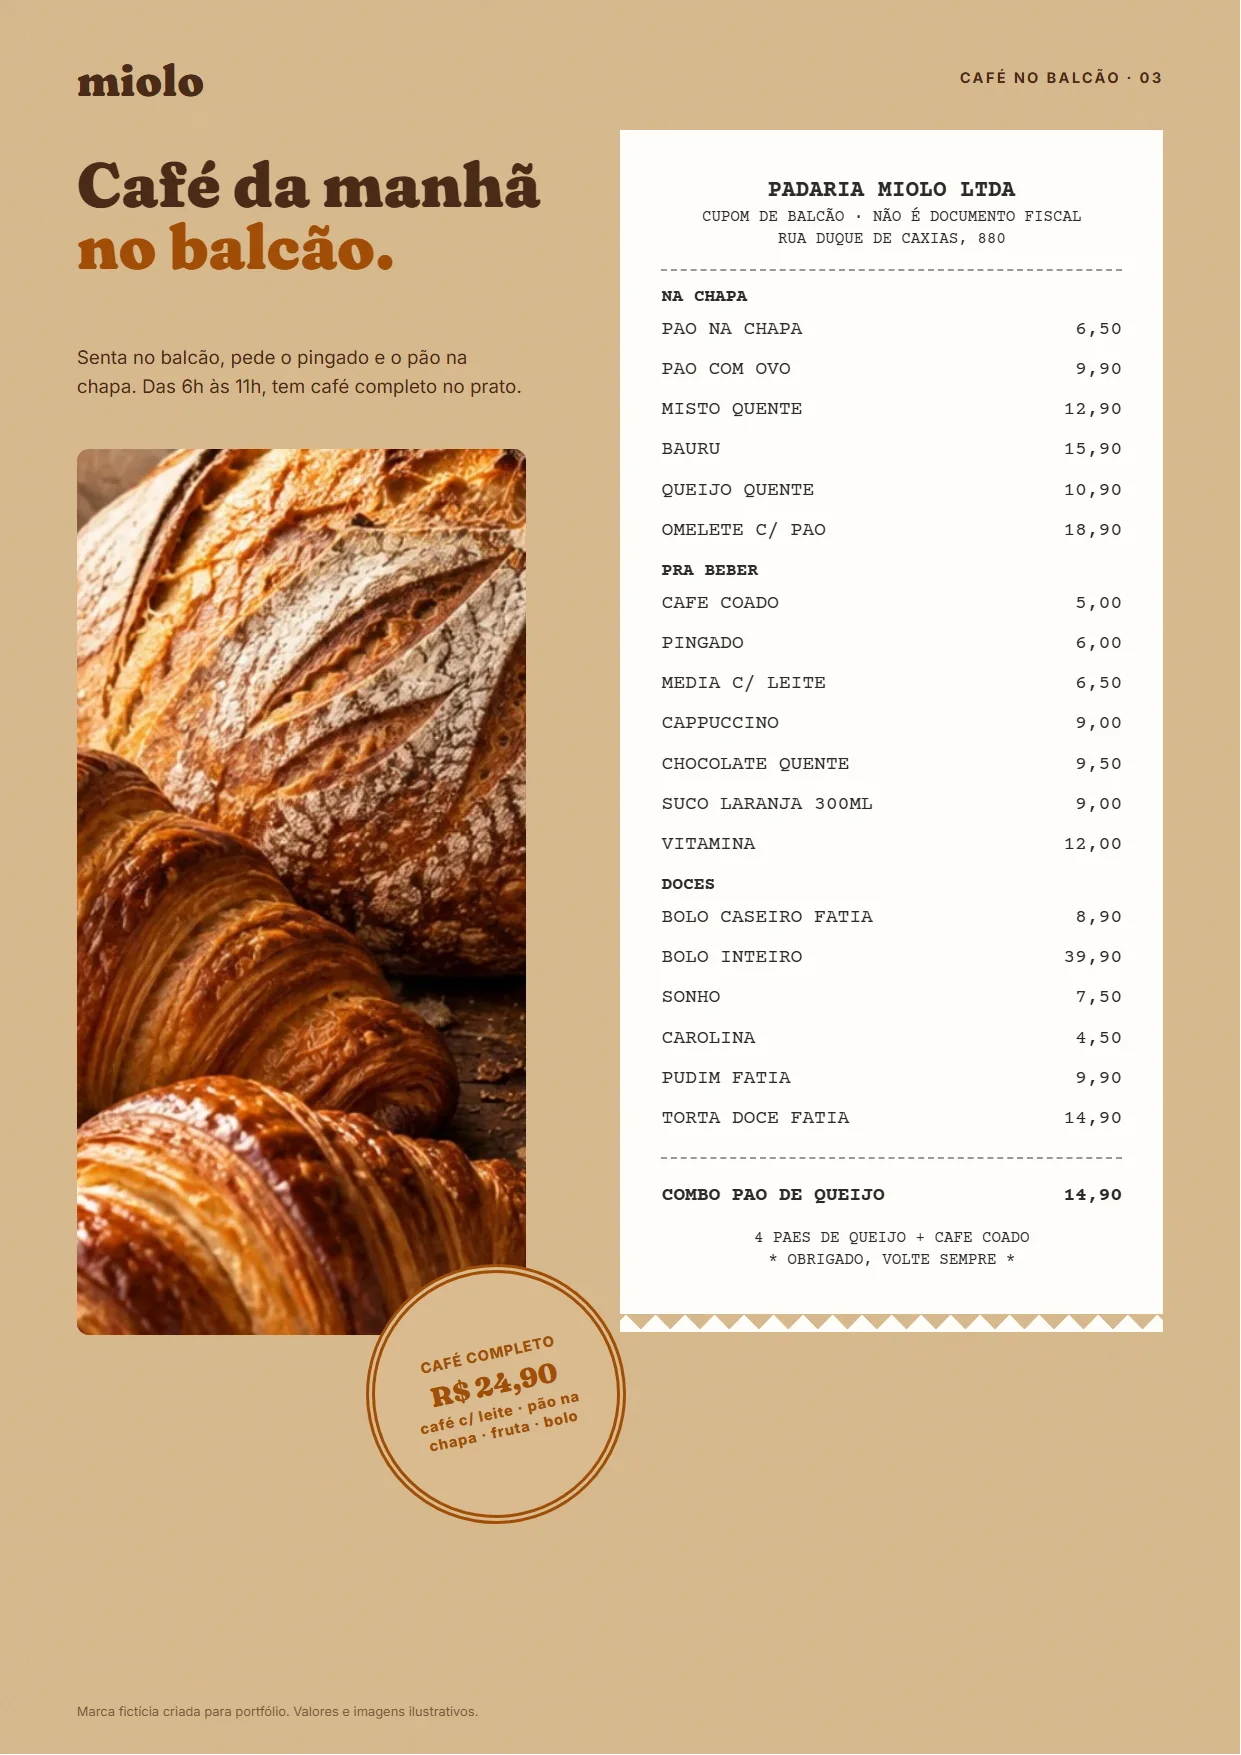 miolo
CAFÉ NO BALCÃO · 03
Café da manhã
no balcão.
Senta no balcão, pede o pingado e o pão na
chapa. Das 6h às 11h, tem café completo no prato.
PADARIA MIOLO LTDA
CUPOM DE BALCÃO · NÃO É DOCUMENTO FISCAL
RUA DUQUE DE CAXIAS, 880
NA CHAPA
PAO NA CHAPA 6,50
PAO COM OVO 9,90
MISTO QUENTE 12,90
BAURU 15,90
QUEIJO QUENTE 10,90
OMELETE C/ PAO 18,90
PRA BEBER
CAFE COADO 5,00
PINGADO 6,00
MEDIA C/ LEITE 6,50
CAPPUCCINO 9,00
CHOCOLATE QUENTE 9,50
SUCO LARANJA 300ML 9,00
VITAMINA 12,00
DOCES
BOLO CASEIRO FATIA 8,90
BOLO INTEIRO 39,90
SONHO 7,50
CAROLINA 4,50
PUDIM FATIA 9,90
TORTA DOCE FATIA 14,90
COMBO PAO DE QUEIJO 14,90
4 PAES DE QUEIJO + CAFE COADO
* OBRIGADO, VOLTE SEMPRE *
CAFÉ COMPLETO
R$ 24,90
café c/ leite · pão na
chapa · fruta · bolo
Marca fictícia criada para portfólio. Valores e imagens ilustrativos.